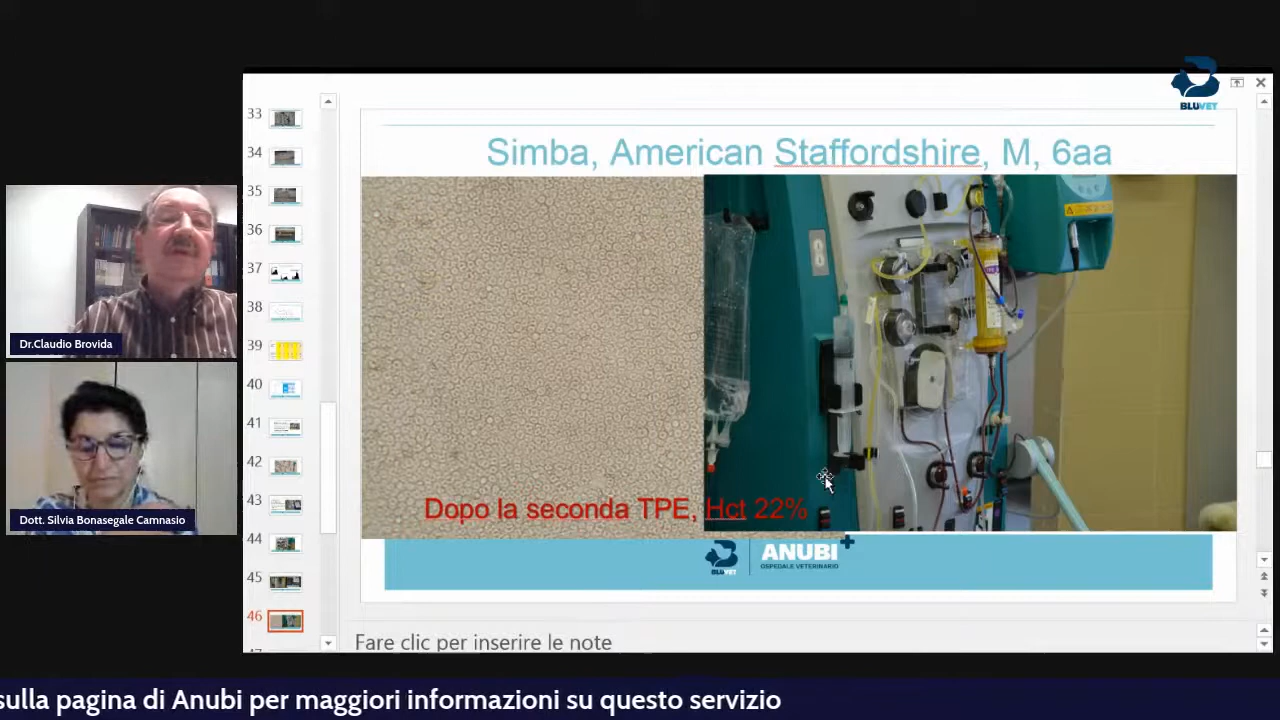 BLUVET
33
34
35
36
37
38
39
40
41
42
43
44
45
46
Simba, American Staffordshire, M, 6aa
Dopo la seconda TPE, Hct 22%
BLUVET
ANUBI
OSPEDALE VETERINARIO
Fare clic per inserire le note
Dr.Claudio Brovida
Dott. Silvia Bonasegale Camnasio
sulla pagina di Anubi per maggiori informazioni su questo servizio